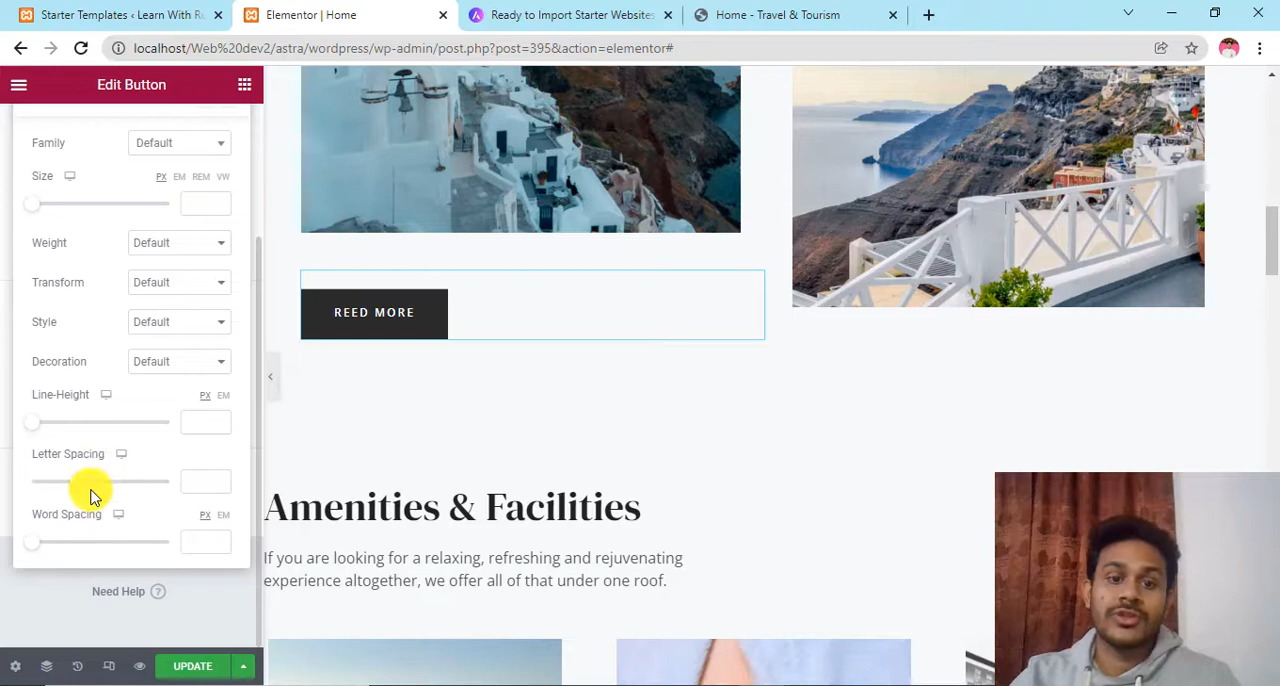 Starter Templates ‹ Learn With Ru
Elementor | Home
Ready to Import Starter Websites
Home - Travel & Tourism
localhost/Web%20dev2/astra/wordpress/wp-admin/post.php?post=395&action=elementor#
Edit Button
Family Default
Size PX EM REM VW
Weight Default
Transform Default
Style Default
Decoration Default
Line-Height PX EM
Letter Spacing
Word Spacing PX EM
Need Help ?
UPDATE
REED MORE
Amenities & Facilities
If you are looking for a relaxing, refreshing and rejuvenating
experience altogether, we offer all of that under one roof.